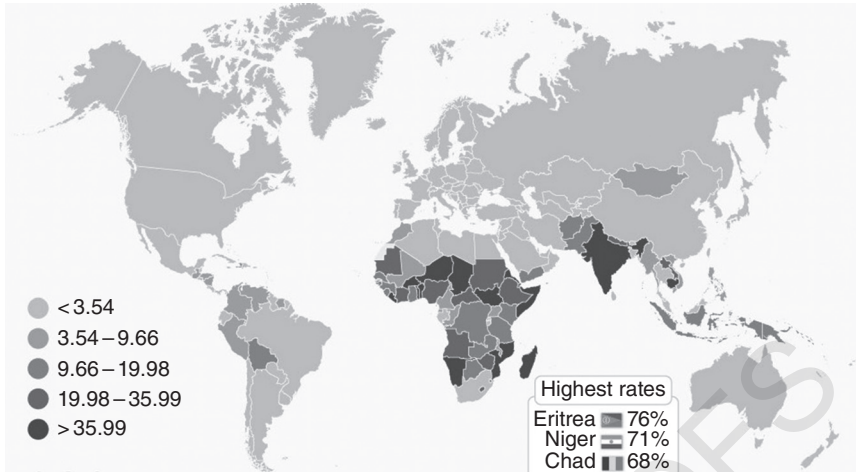 < 3.54
3.54–9.66
9.66–19.98
19.98–35.99
> 35.99
Highest rates
Eritrea 76%
Niger 71%
Chad 68%